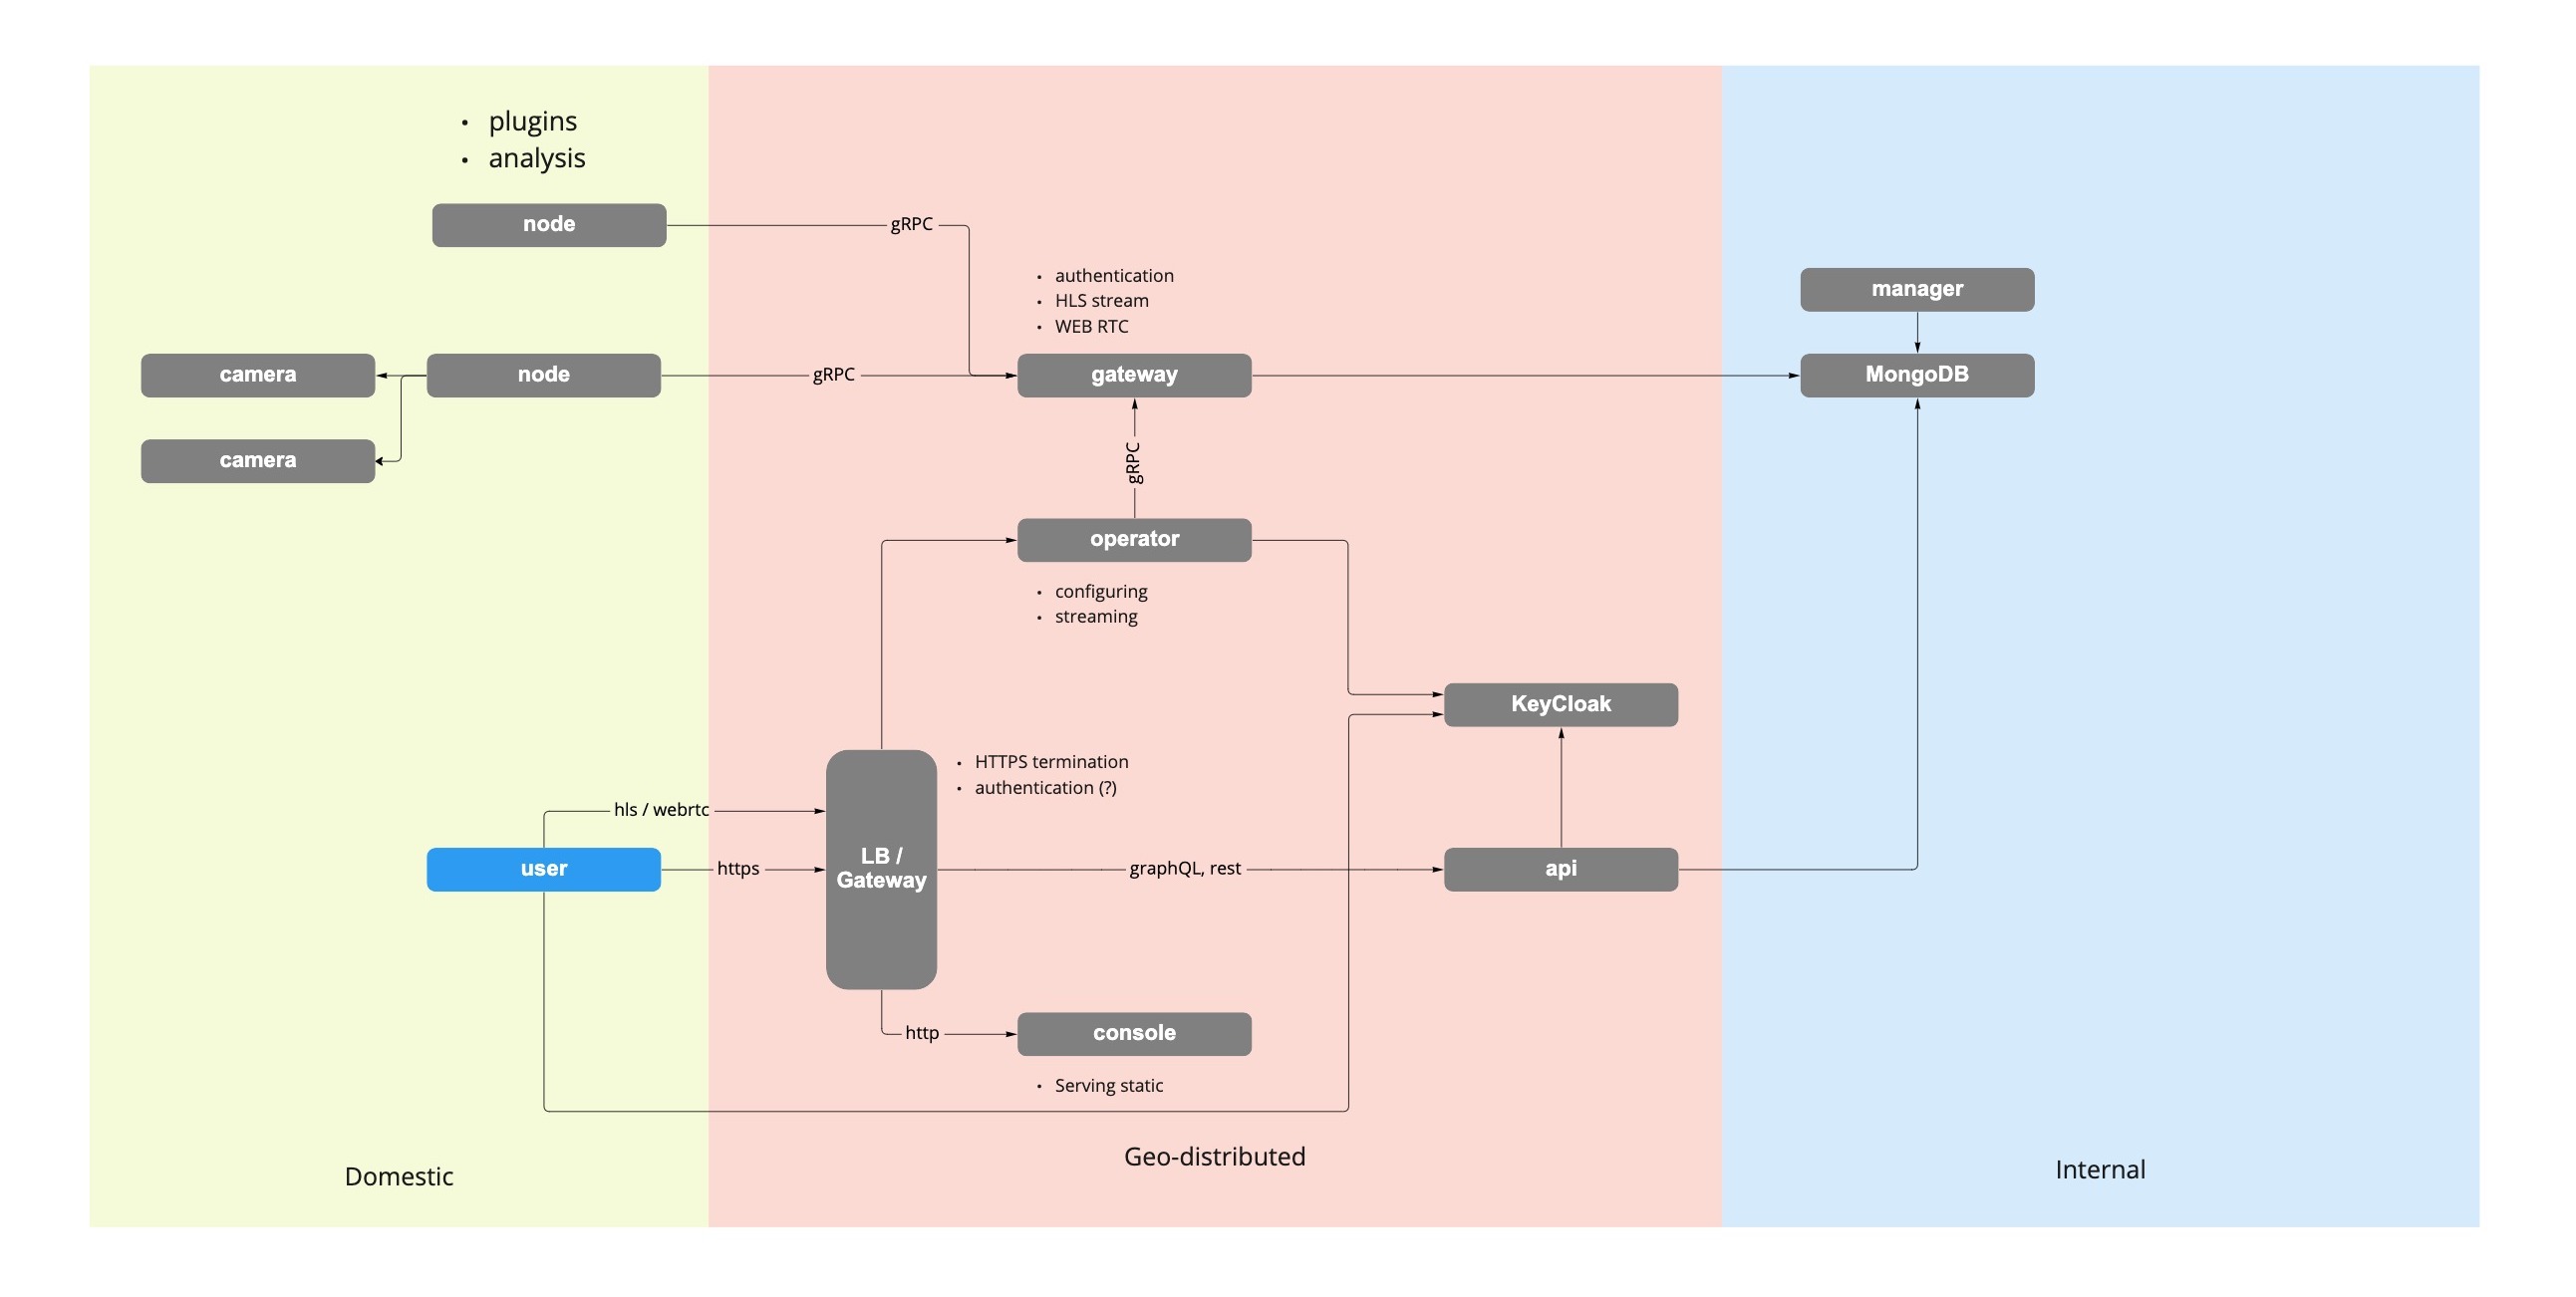 • plugins
• analysis
node
gRPC
• authentication
• HLS stream
• WEB RTC
manager
camera
node
gRPC
gateway
MongoDB
camera
gRPC
operator
• configuring
• streaming
KeyCloak
• HTTPS termination
• authentication (?)
hls / webrtc
LB /
Gateway
user
https
graphQL, rest
api
http
console
• Serving static
Geo-distributed
Domestic
Internal